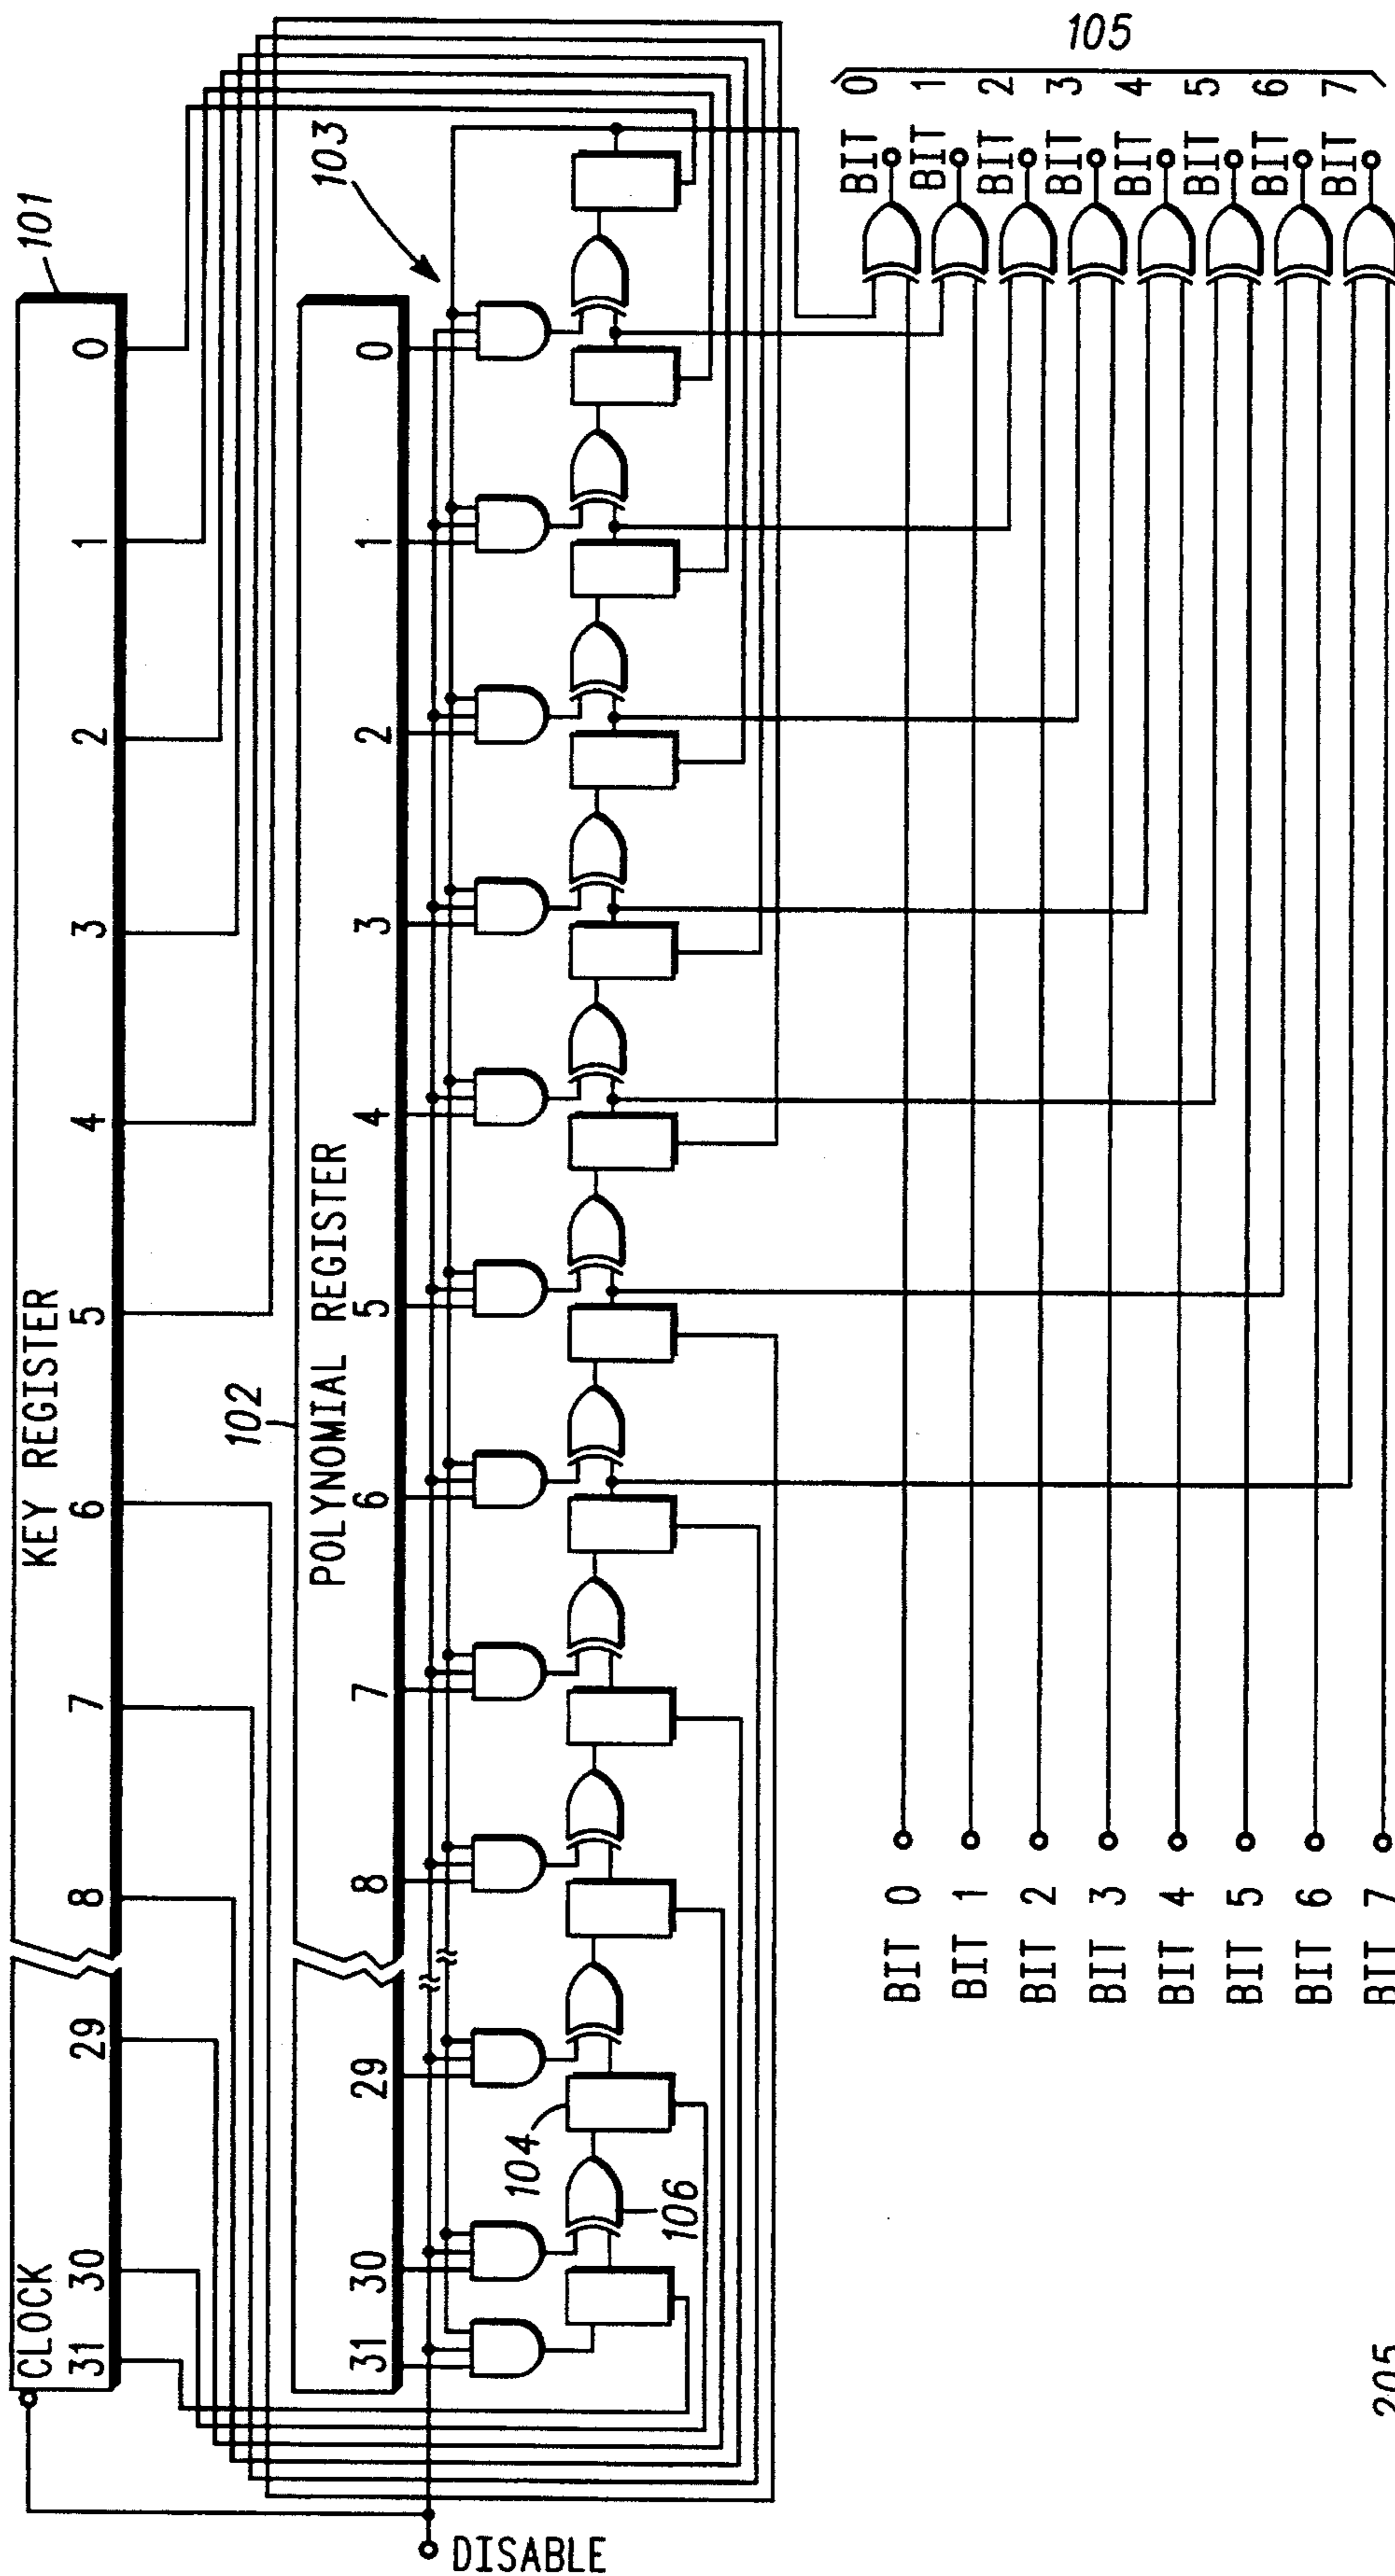 101
KEY REGISTER
CLOCK
31 30 29 8 7 6 5 4 3 2 1 0
102
POLYNOMIAL REGISTER
31 30 29 8 7 6 5 4 3 2 1 0
103
104
106
DISABLE
105
BIT 0
BIT 1
BIT 2
BIT 3
BIT 4
BIT 5
BIT 6
BIT 7
BIT 0
BIT 1
BIT 2
BIT 3
BIT 4
BIT 5
BIT 6
BIT 7
205